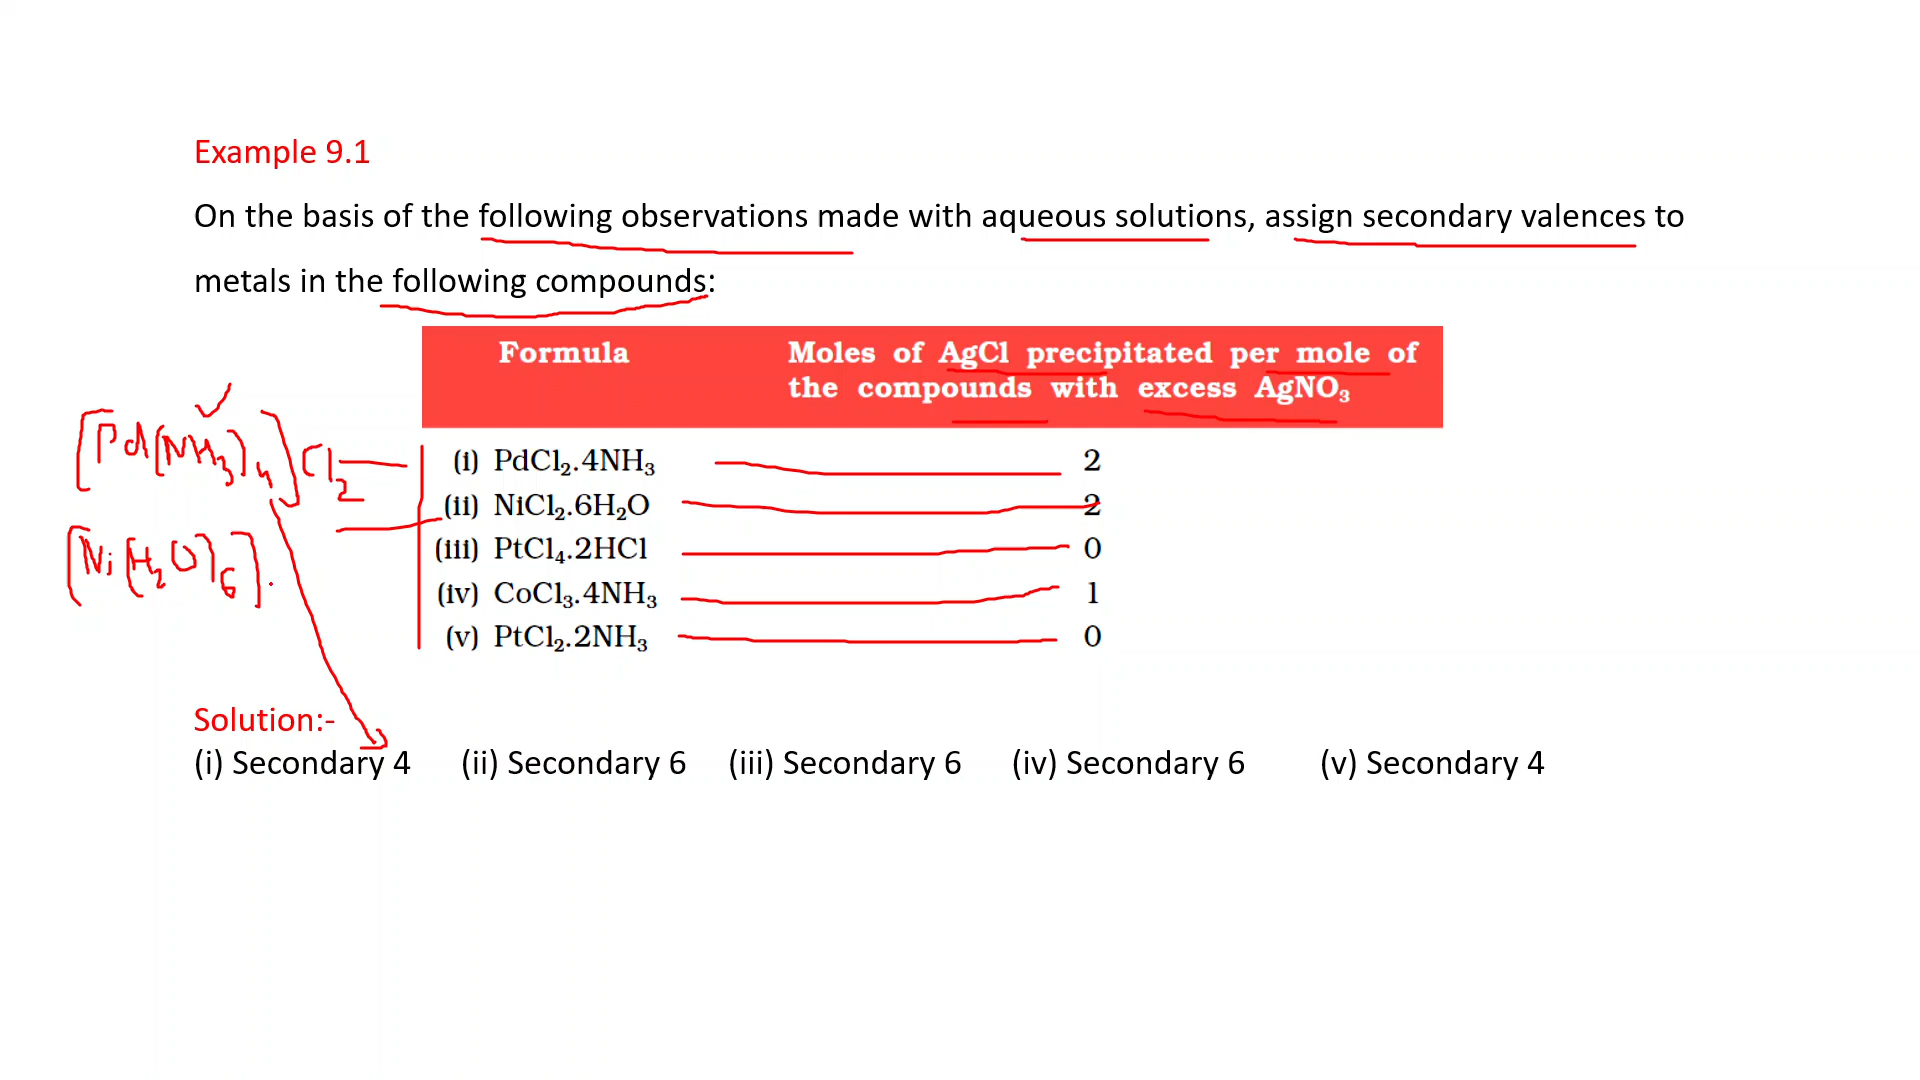 Example 9.1
On the basis of the following observations made with aqueous solutions, assign secondary valences to
metals in the following compounds:
Formula Moles of AgCl precipitated per mole of
the compounds with excess AgNO₃
[Pd(NH₃)₄]Cl₂
(i) PdCl₂.4NH₃ 2
(ii) NiCl₂.6H₂O 2
[Ni(H₂O)₆].
(iii) PtCl₄.2HCl 0
(iv) CoCl₃.4NH₃ 1
(v) PtCl₂.2NH₃ 0
Solution:-
(i) Secondary 4 (ii) Secondary 6 (iii) Secondary 6 (iv) Secondary 6 (v) Secondary 4